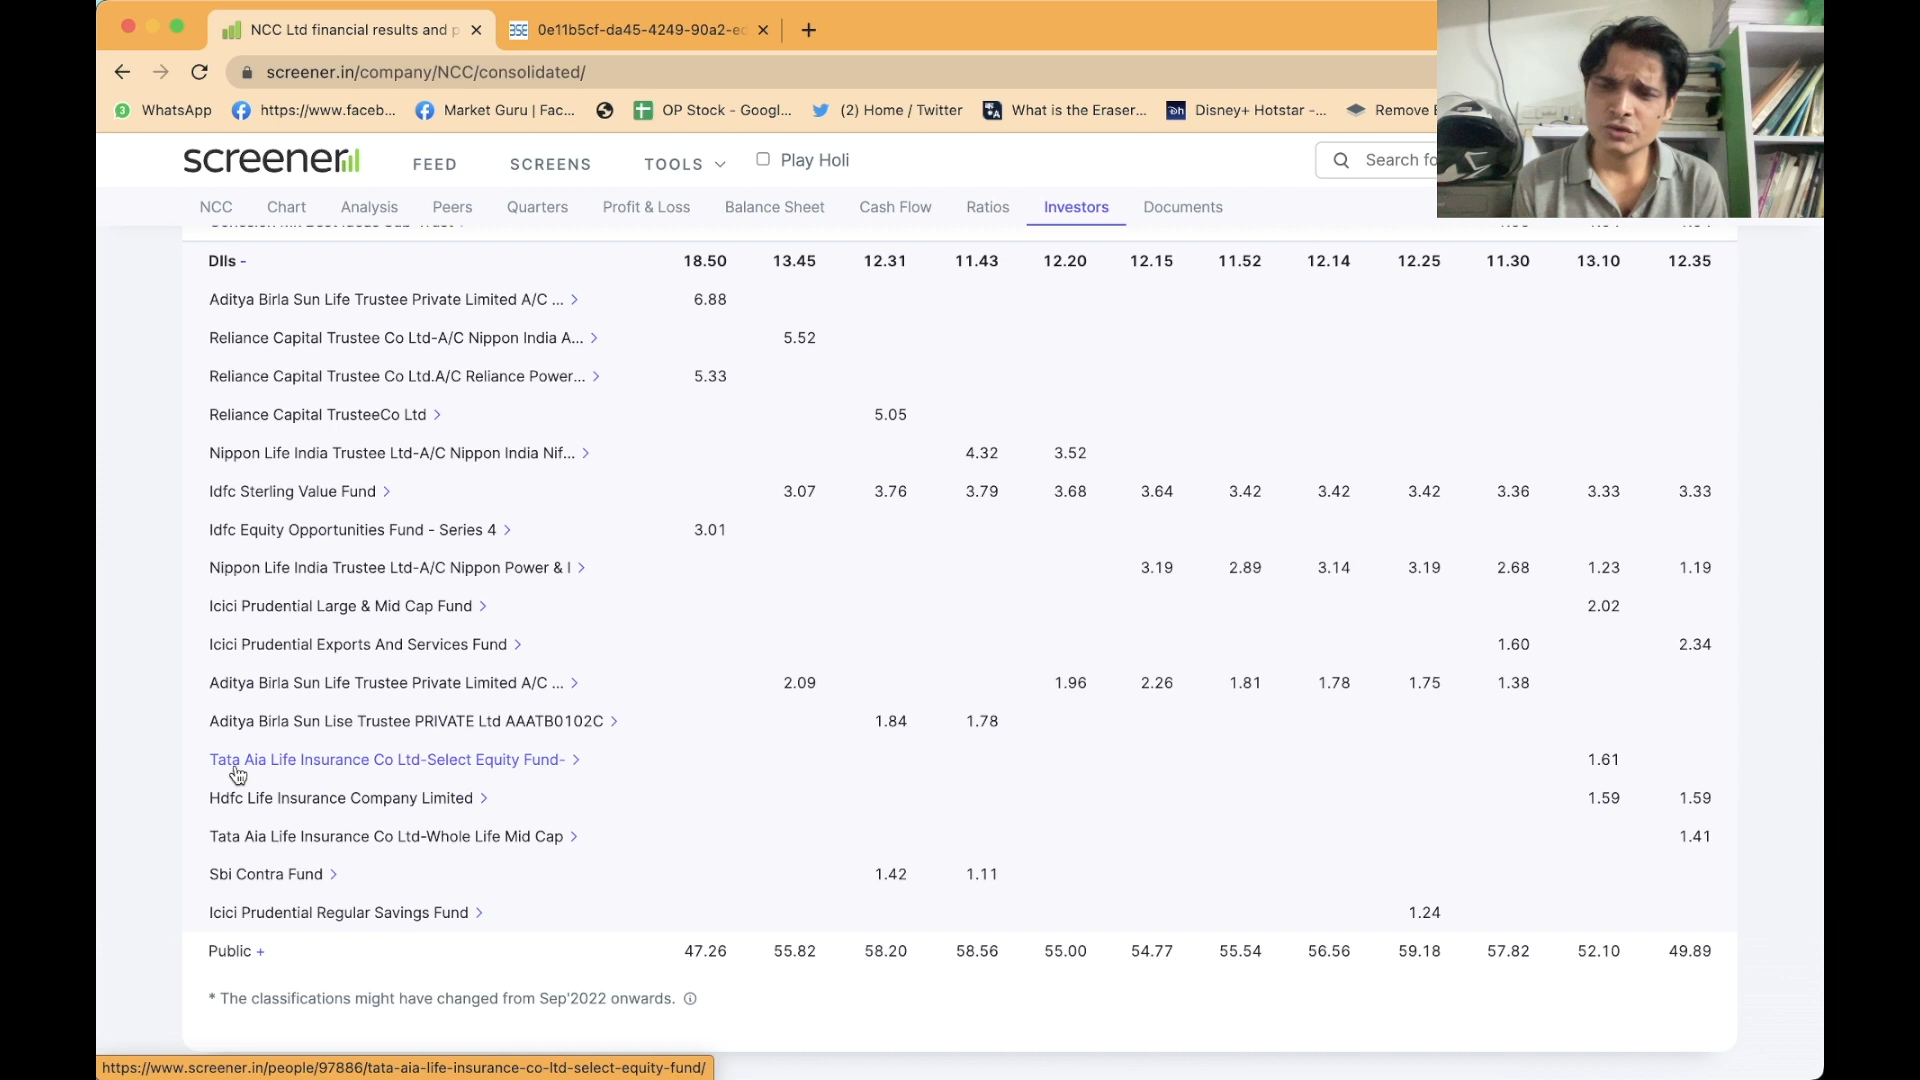 NCC Ltd financial results and p
BSE 0e11b5cf-da45-4249-90a2-ec
screener.in/company/NCC/consolidated/
WhatsApp https://www.faceb... Market Guru | Fac... OP Stock - Googl... (2) Home / Twitter What is the Eraser... Disney+ Hotstar -... Remove
screener FEED SCREENS TOOLS Play Holi Search fo
NCC Chart Analysis Peers Quarters Profit & Loss Balance Sheet Cash Flow Ratios Investors Documents
DIIs - 18.50 13.45 12.31 11.43 12.20 12.15 11.52 12.14 12.25 11.30 13.10 12.35
Aditya Birla Sun Life Trustee Private Limited A/C ... 6.88
Reliance Capital Trustee Co Ltd-A/C Nippon India A... 5.52
Reliance Capital Trustee Co Ltd.A/C Reliance Power... 5.33
Reliance Capital TrusteeCo Ltd 5.05
Nippon Life India Trustee Ltd-A/C Nippon India Nif... 4.32 3.52
Idfc Sterling Value Fund 3.07 3.76 3.79 3.68 3.64 3.42 3.42 3.42 3.36 3.33 3.33
Idfc Equity Opportunities Fund - Series 4 3.01
Nippon Life India Trustee Ltd-A/C Nippon Power & I 3.19 2.89 3.14 3.19 2.68 1.23 1.19
Icici Prudential Large & Mid Cap Fund 2.02
Icici Prudential Exports And Services Fund 1.60 2.34
Aditya Birla Sun Life Trustee Private Limited A/C ... 2.09 1.96 2.26 1.81 1.78 1.75 1.38
Aditya Birla Sun Lise Trustee PRIVATE Ltd AAATB0102C 1.84 1.78
Tata Aia Life Insurance Co Ltd-Select Equity Fund- 1.61
Hdfc Life Insurance Company Limited 1.59 1.59
Tata Aia Life Insurance Co Ltd-Whole Life Mid Cap 1.41
Sbi Contra Fund 1.42 1.11
Icici Prudential Regular Savings Fund 1.24
Public + 47.26 55.82 58.20 58.56 55.00 54.77 55.54 56.56 59.18 57.82 52.10 49.89
* The classifications might have changed from Sep'2022 onwards.
https://www.screener.in/people/97886/tata-aia-life-insurance-co-ltd-select-equity-fund/